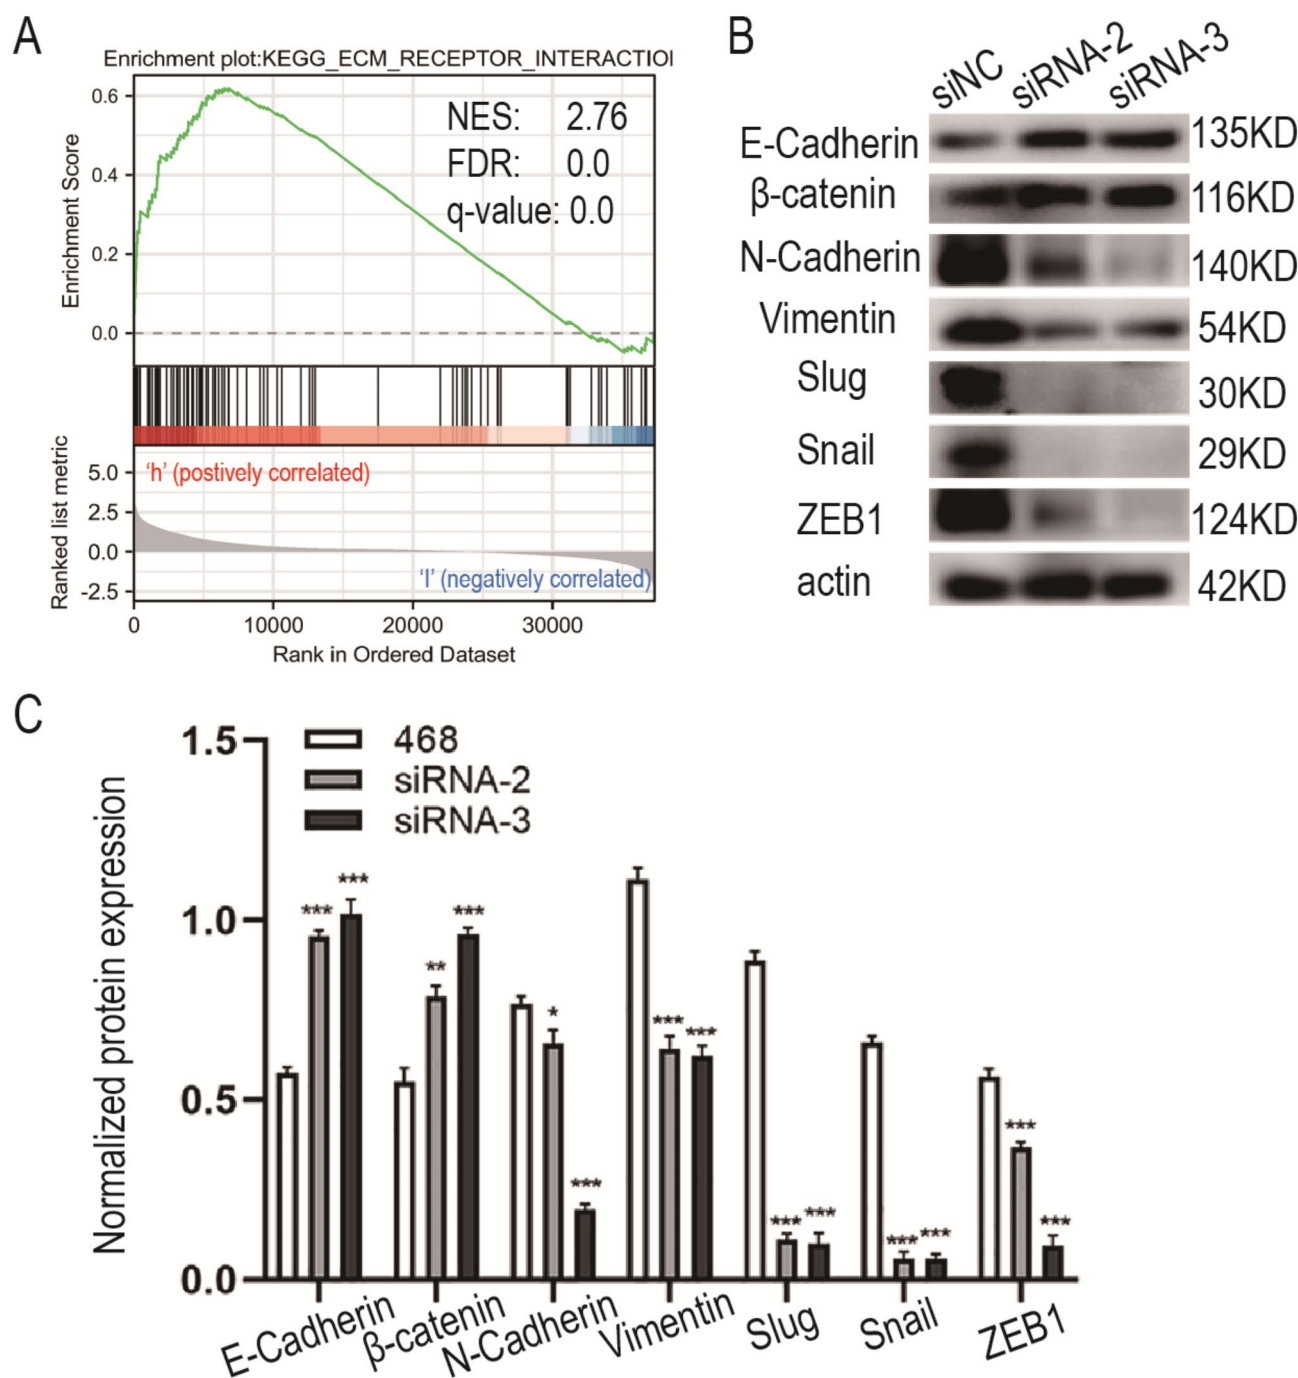 A
Enrichment plot:KEGG_ECM_RECEPTOR_INTERACTIOI
NES: 2.76
FDR: 0.0
q-value: 0.0
Enrichment Score
0.6
0.4
0.2
0.0
Ranked list metric
5.0
2.5
0.0
-2.5
'h' (postively correlated)
'l' (negatively correlated)
0 10000 20000 30000
Rank in Ordered Dataset
B
siNC siRNA-2 siRNA-3
E-Cadherin 135KD
β-catenin 116KD
N-Cadherin 140KD
Vimentin 54KD
Slug 30KD
Snail 29KD
ZEB1 124KD
actin 42KD
C
Normalized protein expression
1.5
1.0
0.5
0.0
468
siRNA-2
siRNA-3
*** ***
** ***
* ***
*** ***
*** ***
*** ***
*** ***
E-Cadherin β-catenin N-Cadherin Vimentin Slug Snail ZEB1